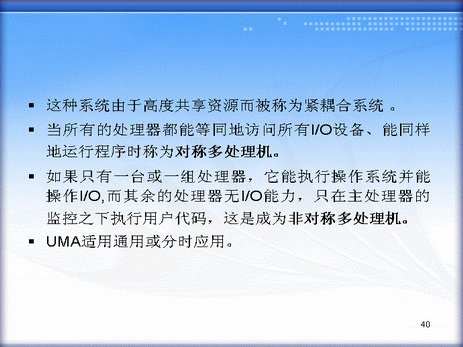 ▪ 这种系统由于高度共享资源而被称为紧耦合系统 。
▪ 当所有的处理器都能等同地访问所有I/O设备、能同样
地运行程序时称为对称多处理机。
▪ 如果只有一台或一组处理器，它能执行操作系统并能
操作I/O,而其余的处理器无I/O能力，只在主处理器的
监控之下执行用户代码，这是成为非对称多处理机。
▪ UMA适用通用或分时应用。
40